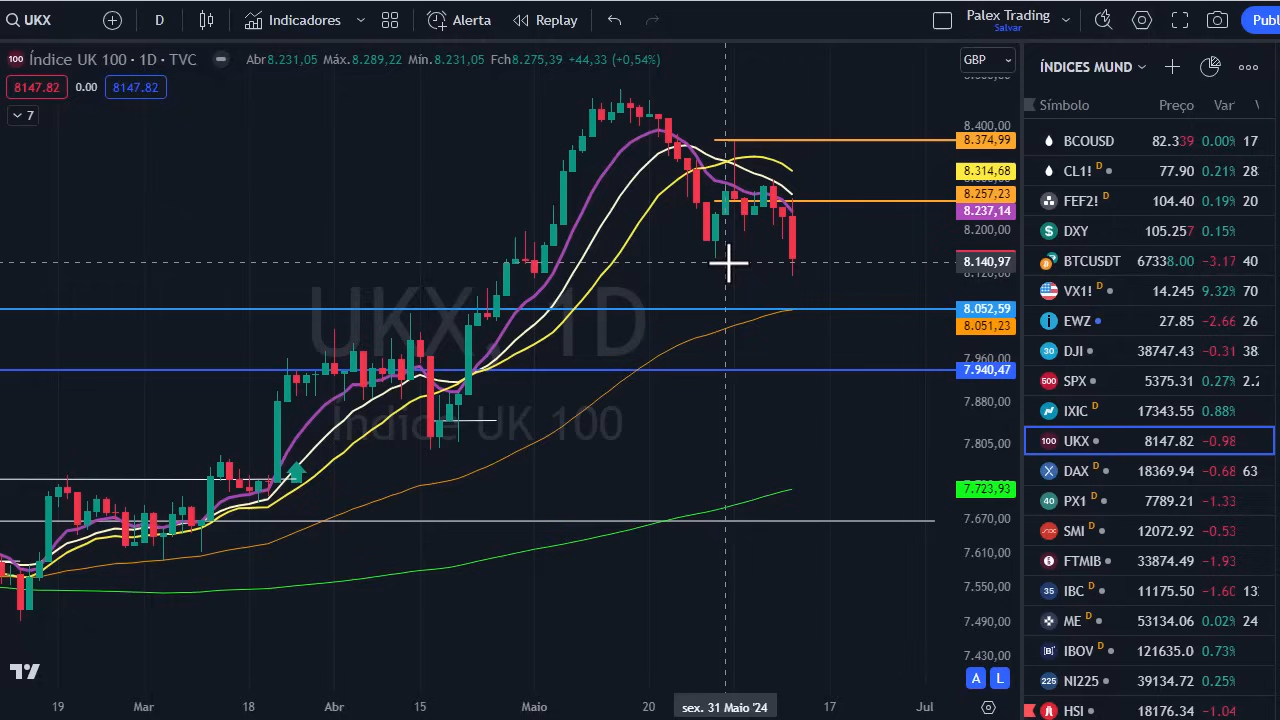 UKX D Indicadores Alerta Replay Palex Trading Salvar Publ
100 Índice UK 100 · 1D · TVC Abr8.231,05 Máx.8.289,22 Mín.8.231,05 Fch8.275,39 +44,33 (+0,54%) GBP
8147.82 0.00 8147.82
7
UKX, 1D
Índice UK 100
8.400,00
8.374,99
8.314,68
8.257,23
8.237,14
8.200,00
8.140,97
8.120,00
8.052,59
8.051,23
7.960,00
7.940,47
7.880,00
7.805,00
7.723,93
7.670,00
7.610,00
7.550,00
7.490,00
7.430,00
A L
19 Mar 18 Abr 15 Maio 20 sex. 31 Maio '24 17 Jul
ÍNDICES MUND
Símbolo Preço Var
BCOUSD 82.339 0.00% 17
CL1! D 77.90 0.21% 28
FEF2! D 104.40 0.19% 20
DXY 105.257 0.15%
BTCUSDT 67338.00 -3.17 40
VX1! D 14.245 9.32% 70
EWZ 27.85 -2.66 26
30 DJI 38747.43 -0.31 38
500 SPX 5375.31 0.27% 2.2
IXIC D 17343.55 0.88%
100 UKX 8147.82 -0.98
DAX D 18369.94 -0.68 63
40 PX1 D 7789.21 -1.33
SMI D 12072.92 -0.53
FTMIB D 33874.49 -1.93
35 IBC D 11175.50 -1.60 13
ME D 53134.06 0.02% 24
IBOV D 121635.0 0.73%
225 NI225 39134.72 0.25%
HSI 18176.34 -1.04